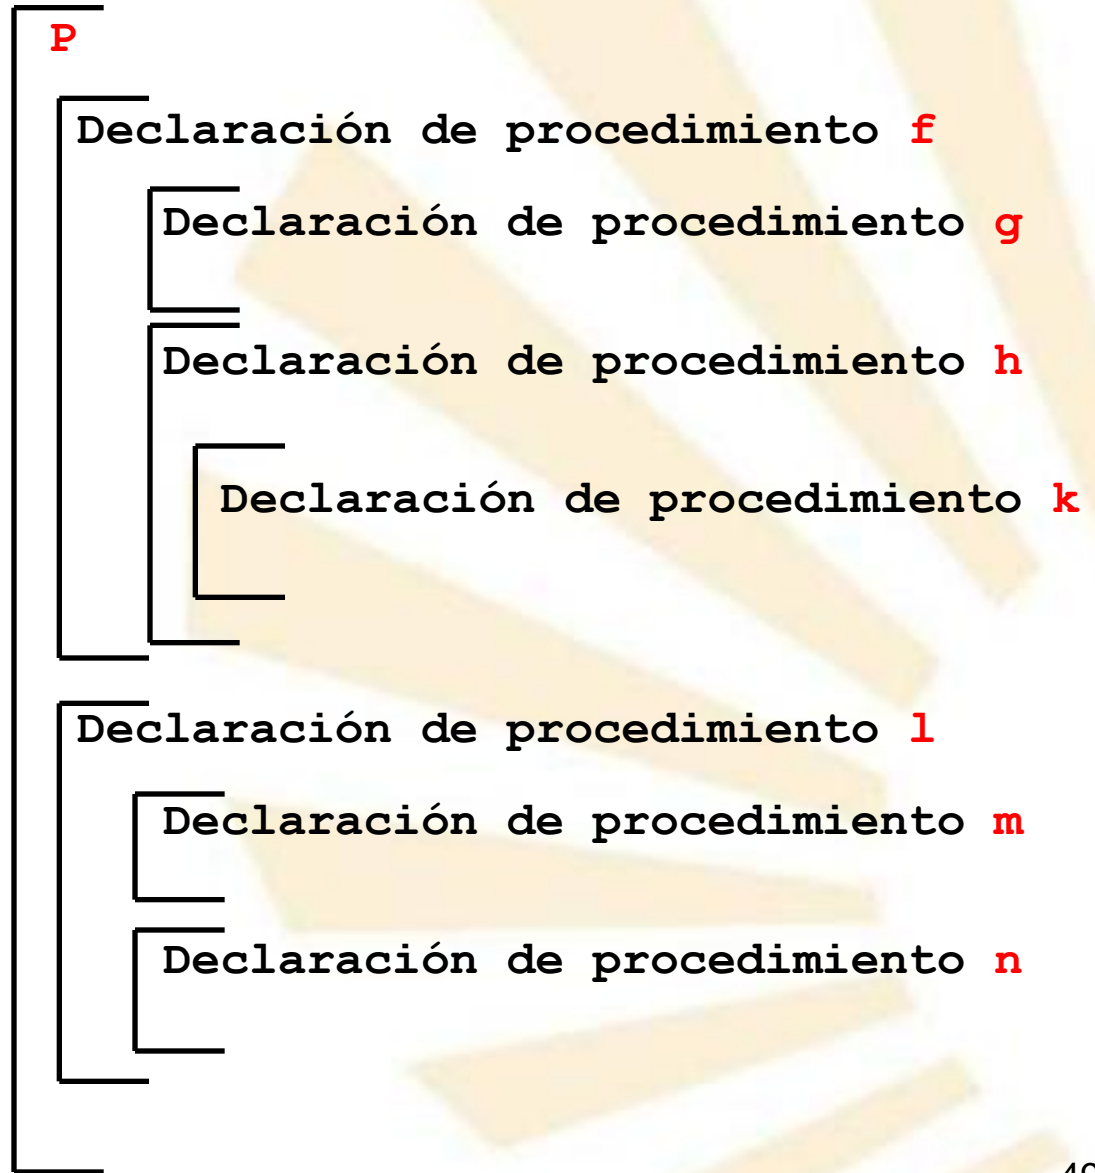 P
Declaración de procedimiento f
Declaración de procedimiento g
Declaración de procedimiento h
Declaración de procedimiento k
Declaración de procedimiento l
Declaración de procedimiento m
Declaración de procedimiento n